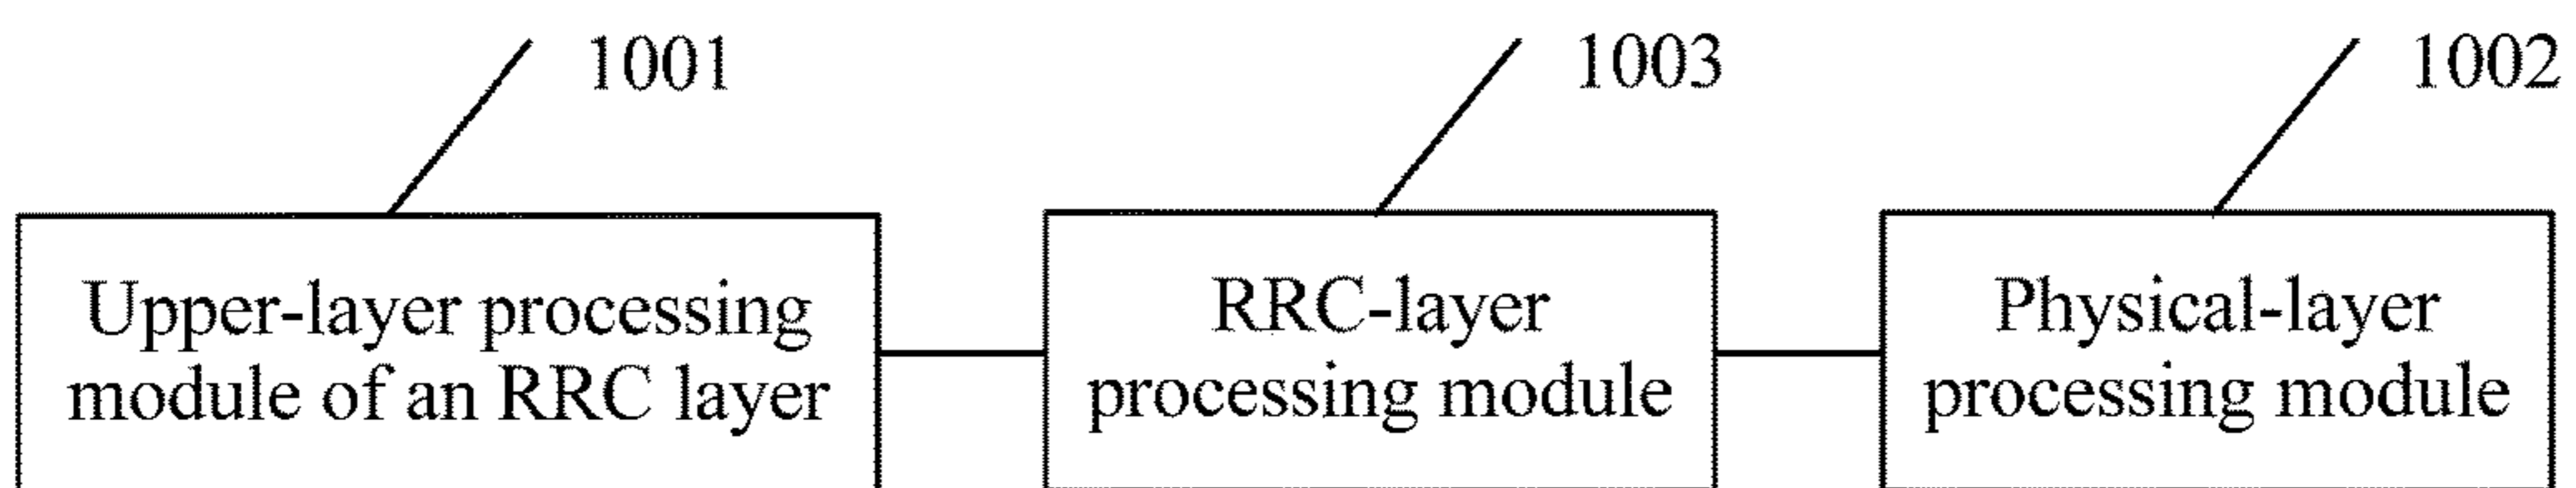 1001
1003
1002
Upper-layer processing
module of an RRC layer
RRC-layer
processing module
Physical-layer
processing module